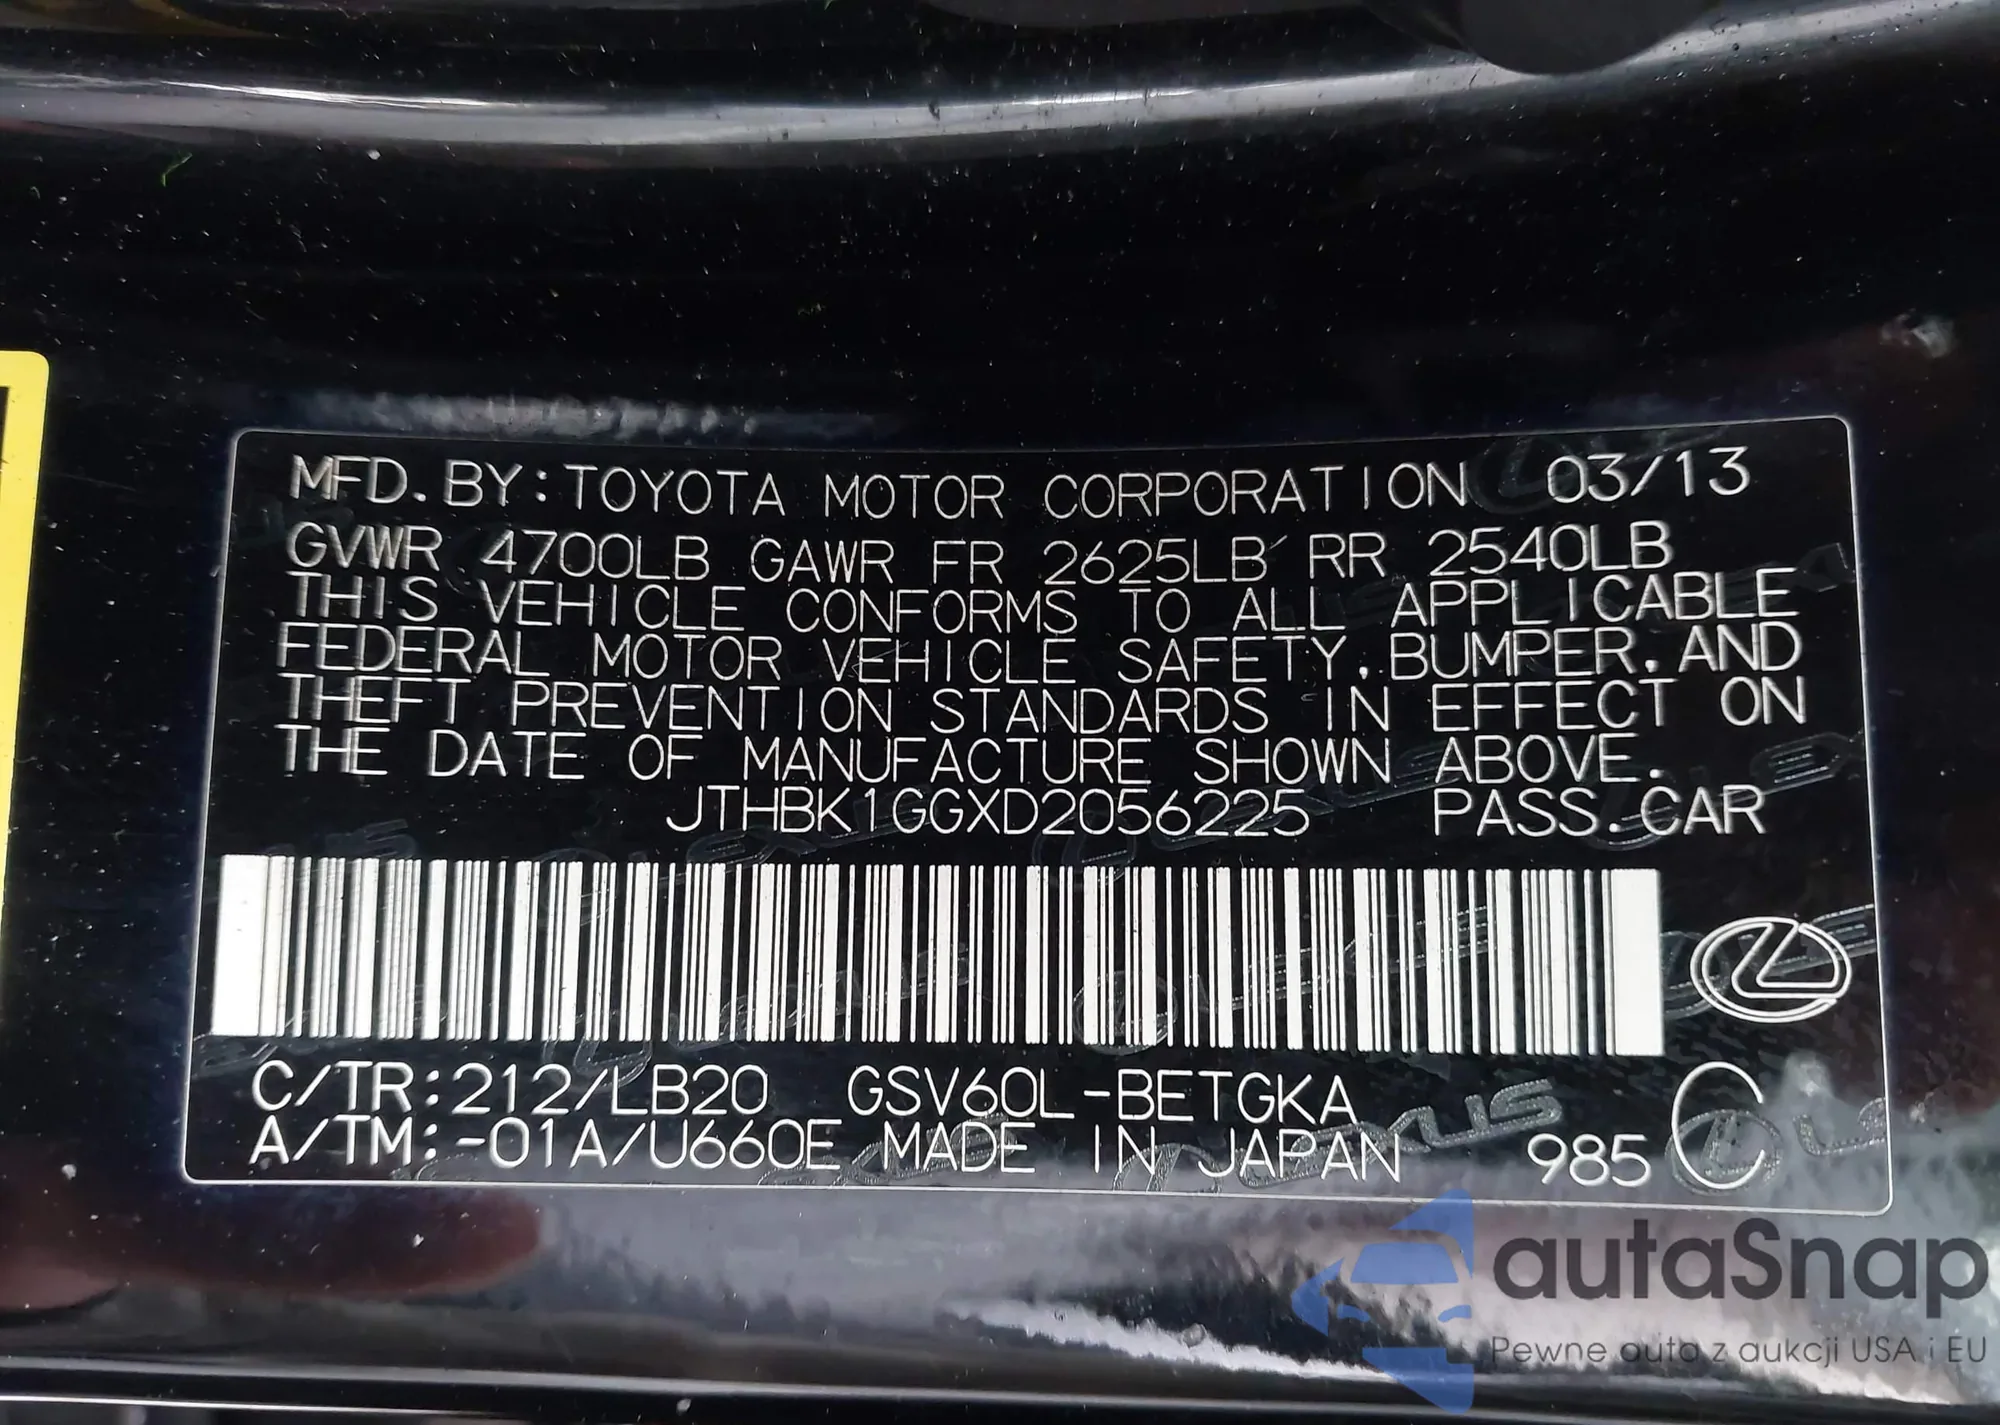 MFD. BY: TOYOTA MOTOR CORPORATION 03/13
GVWR 4700LB GAWR FR 2625LB RR 2540LB
THIS VEHICLE CONFORMS TO ALL APPLICABLE
FEDERAL MOTOR VEHICLE SAFETY, BUMPER, AND
THEFT PREVENTION STANDARDS IN EFFECT ON
THE DATE OF MANUFACTURE SHOWN ABOVE.
JTHBK1GGXD2056225 PASS. CAR
C/TR: 212/LB20 GSV60L-BETGKA
A/TM: -01A/U660E MADE IN JAPAN 985 C
autaSnap
Pewne auta z aukcji USA i EU